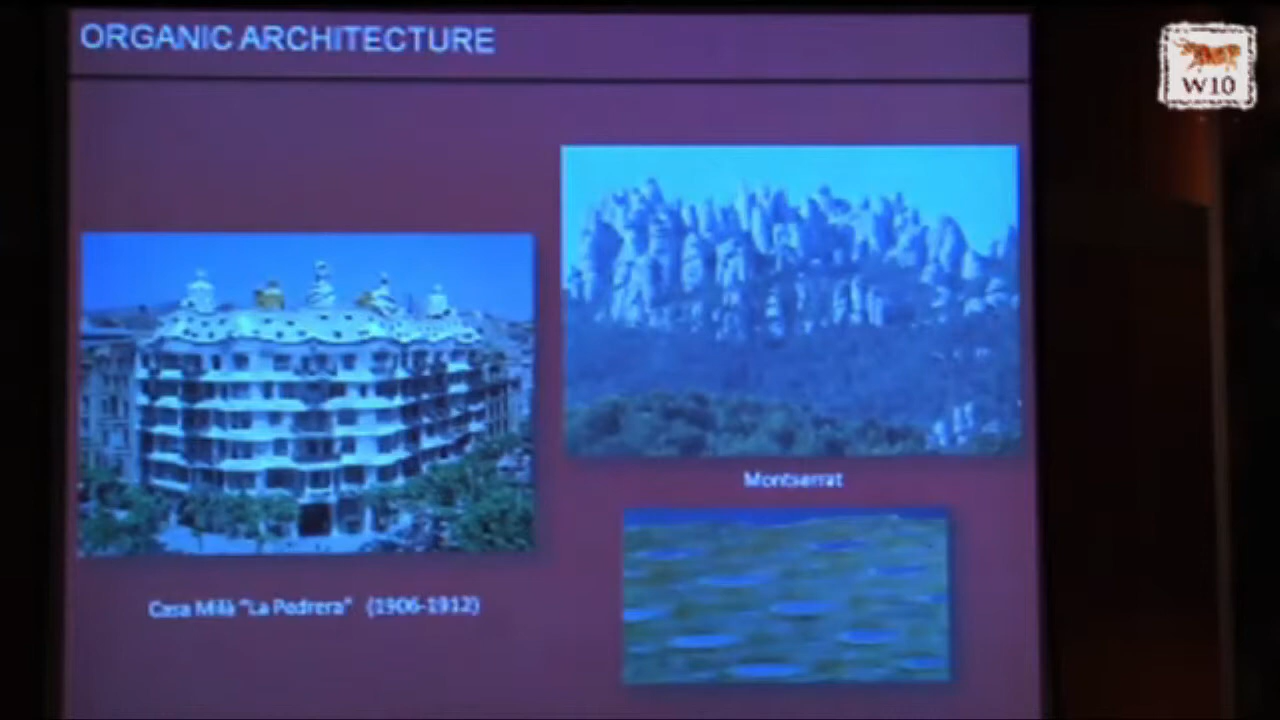 ORGANIC ARCHITECTURE
W10
Montserrat
Casa Milà "La Pedrera" (1906-1912)